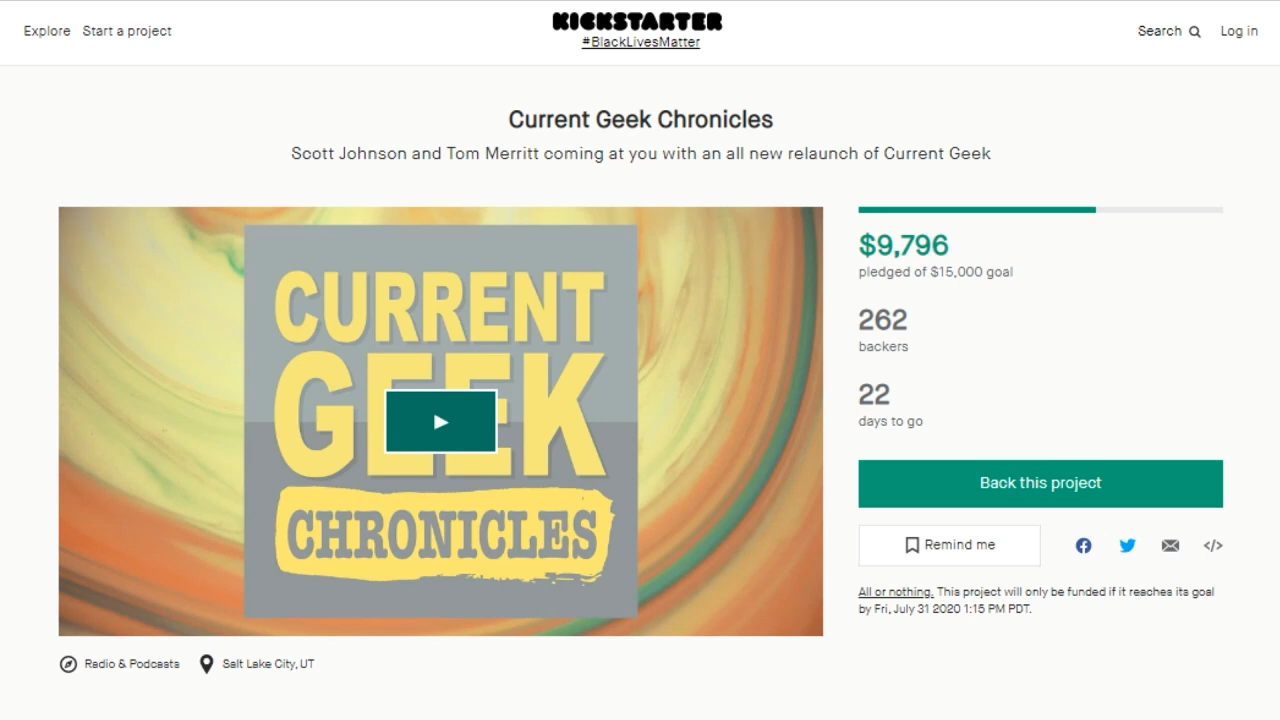 Explore Start a project
KICKSTARTER
#BlackLivesMatter
Search Log in
Current Geek Chronicles
Scott Johnson and Tom Merritt coming at you with an all new relaunch of Current Geek
CURRENT
GEEK
CHRONICLES
$9,796
pledged of $15,000 goal
262
backers
22
days to go
Back this project
Remind me
All or nothing. This project will only be funded if it reaches its goal
by Fri, July 31 2020 1:15 PM PDT.
Radio & Podcasts Salt Lake City, UT